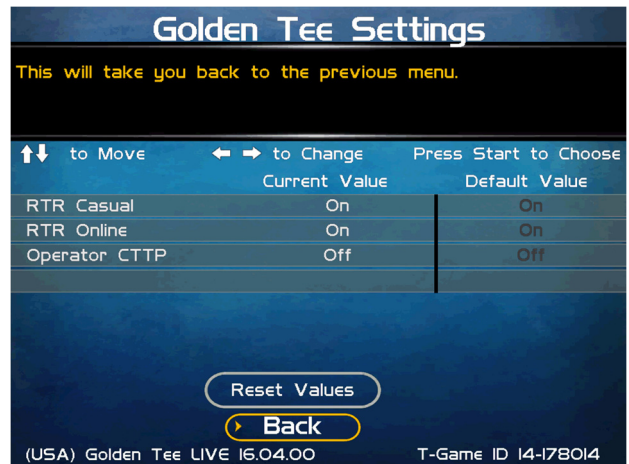 Golden Tee Settings
This will take you back to the previous menu.
to Move to Change Press Start to Choose
Current Value Default Value
RTR Casual On On
RTR Online On On
Operator CTTP Off Off
Reset Values
Back
(USA) Golden Tee LIVE 16.04.00 T-Game ID 14-178014